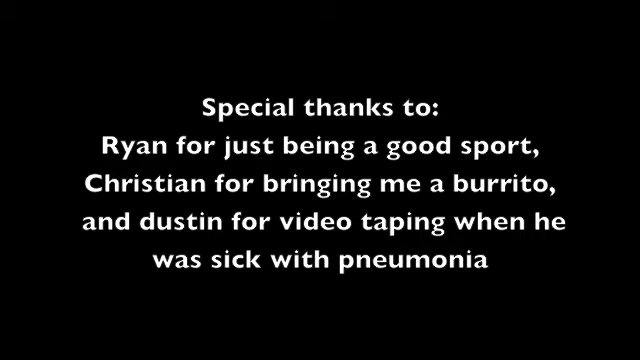 Special thanks to:
Ryan for just being a good sport,
Christian for bringing me a burrito,
and dustin for video taping when he
was sick with pneumonia